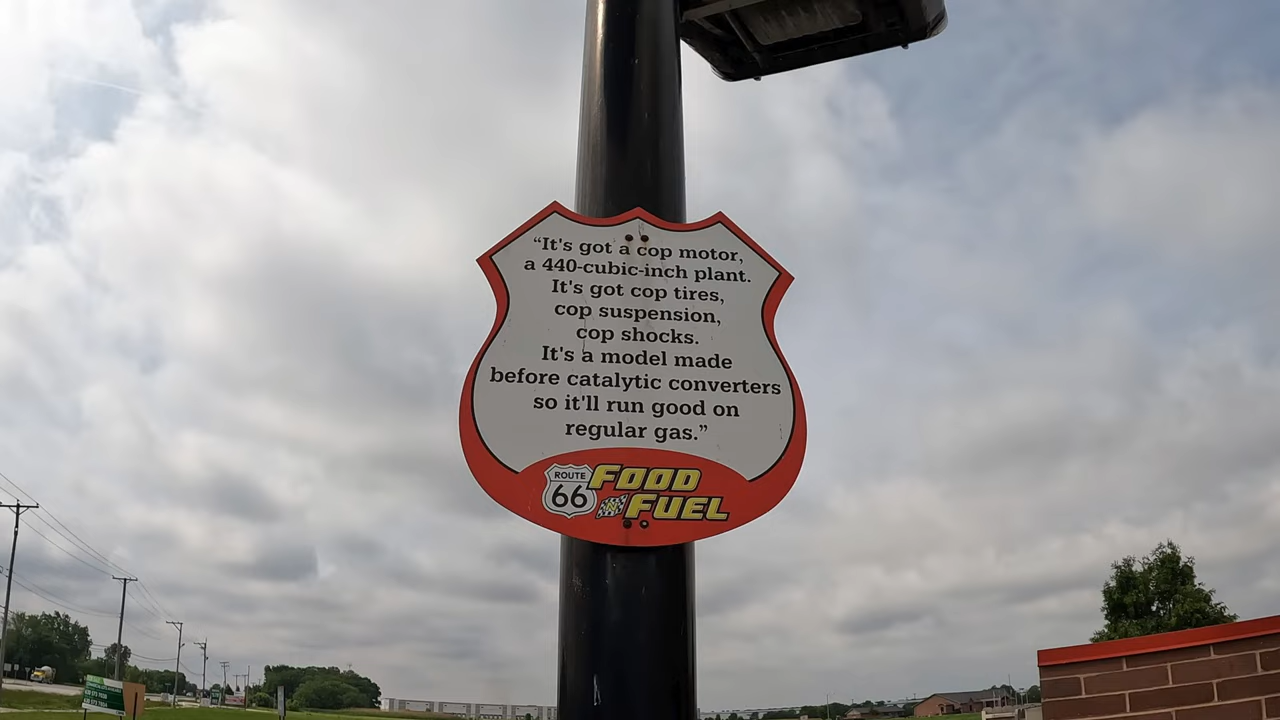 “It's got a cop motor,
a 440-cubic-inch plant.
It's got cop tires,
cop suspension,
cop shocks.
It's a model made
before catalytic converters
so it'll run good on
regular gas.”
ROUTE
66
FOOD
N
FUEL